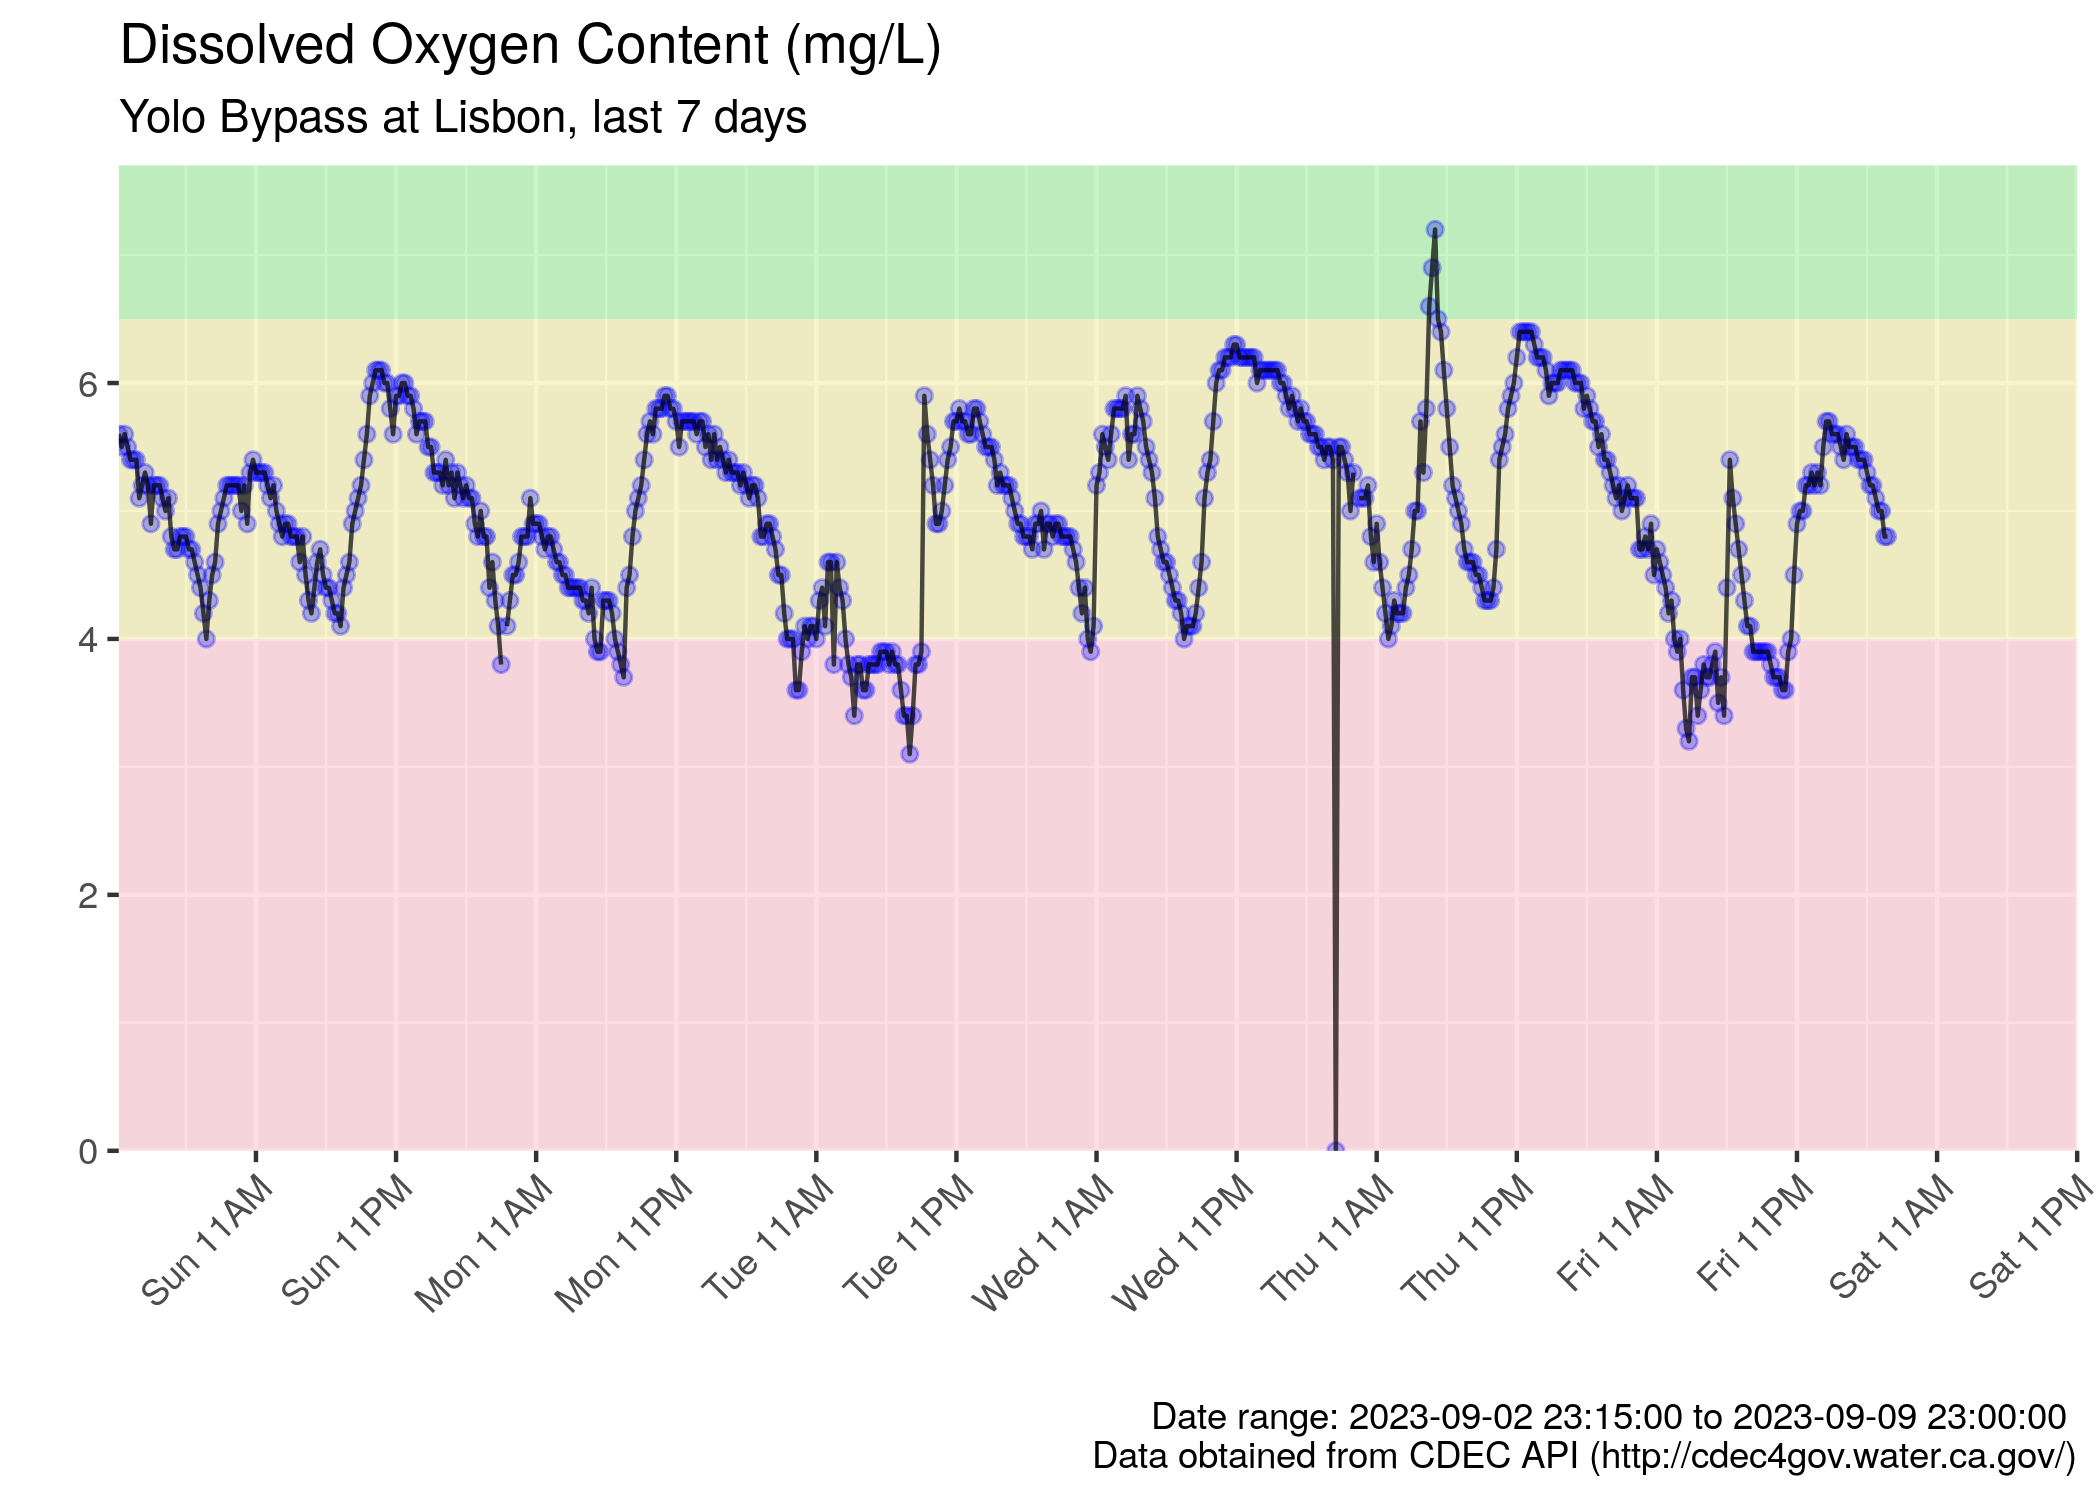 Dissolved Oxygen Content (mg/L)
Yolo Bypass at Lisbon, last 7 days
6
4
2
0
Sun 11AM
Sun 11PM
Mon 11AM
Mon 11PM
Tue 11AM
Tue 11PM
Wed 11AM
Wed 11PM
Thu 11AM
Thu 11PM
Fri 11AM
Fri 11PM
Sat 11AM
Sat 11PM
Date range: 2023-09-02 23:15:00 to 2023-09-09 23:00:00
Data obtained from CDEC API (http://cdec4gov.water.ca.gov/)